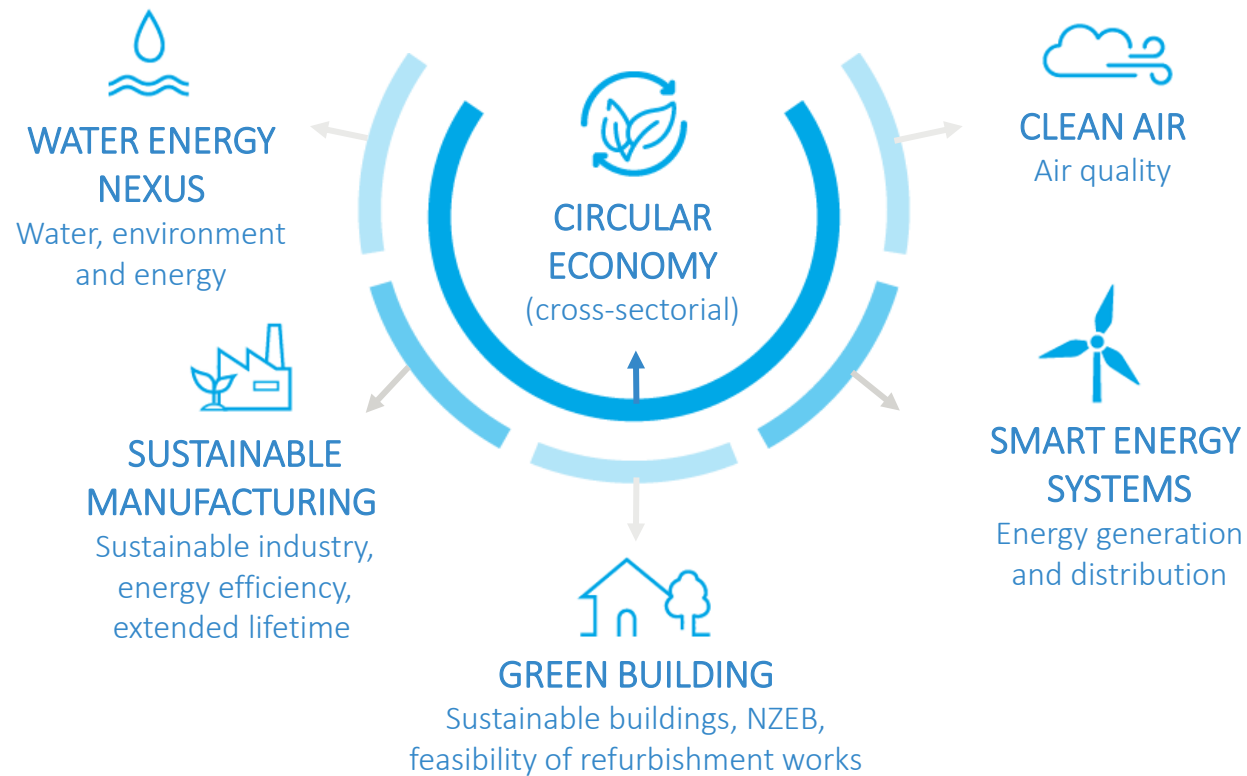 WATER ENERGY
NEXUS
Water, environment
and energy
CIRCULAR
ECONOMY
(cross-sectorial)
CLEAN AIR
Air quality
SUSTAINABLE
MANUFACTURING
Sustainable industry,
energy efficiency,
extended lifetime
SMART ENERGY
SYSTEMS
Energy generation
and distribution
GREEN BUILDING
Sustainable buildings, NZEB,
feasibility of refurbishment works